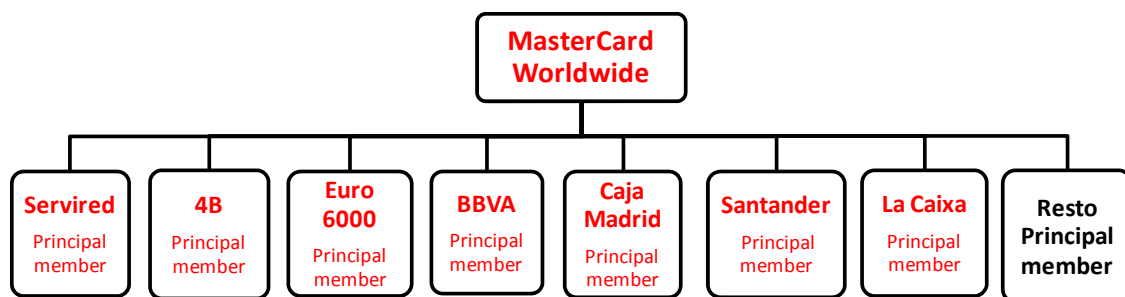 MasterCard
Worldwide
Servired
Principal
member
4B
Principal
member
Euro
6000
Principal
member
BBVA
Principal
member
Caja
Madrid
Principal
member
Santander
Principal
member
La Caixa
Principal
member
Resto
Principal
member